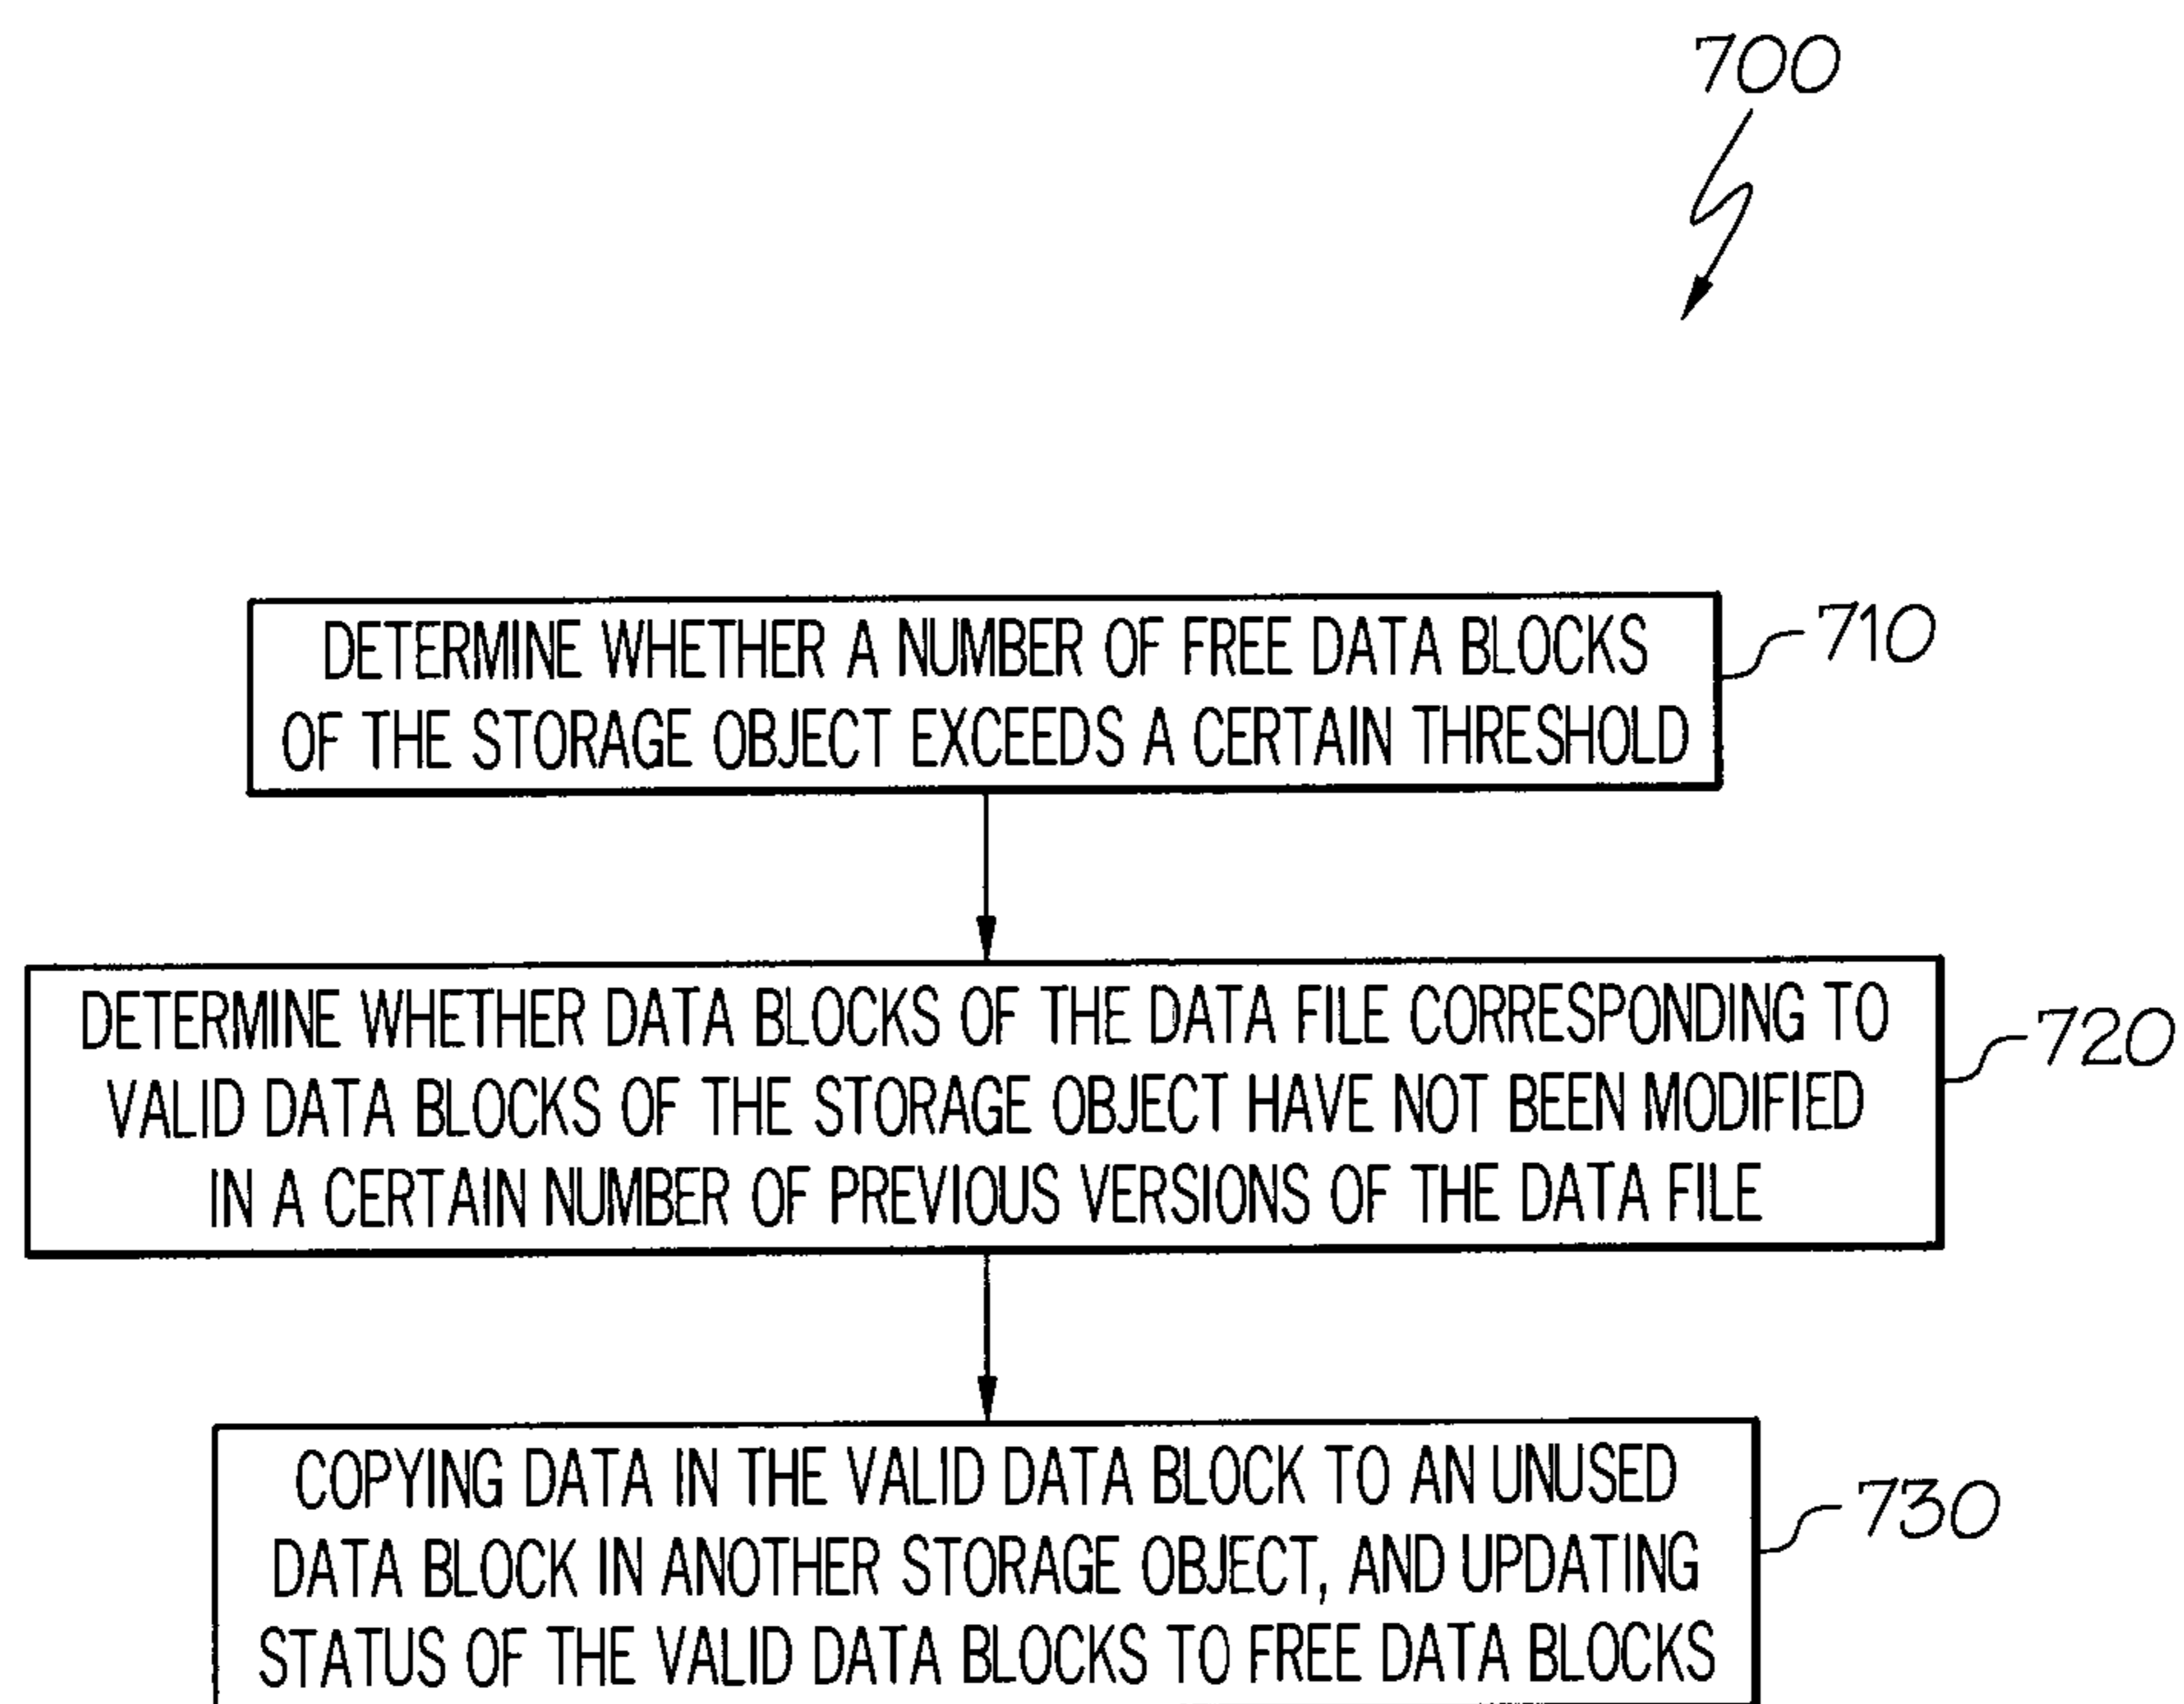 700
DETERMINE WHETHER A NUMBER OF FREE DATA BLOCKS
OF THE STORAGE OBJECT EXCEEDS A CERTAIN THRESHOLD
710
DETERMINE WHETHER DATA BLOCKS OF THE DATA FILE CORRESPONDING TO
VALID DATA BLOCKS OF THE STORAGE OBJECT HAVE NOT BEEN MODIFIED
IN A CERTAIN NUMBER OF PREVIOUS VERSIONS OF THE DATA FILE
720
COPYING DATA IN THE VALID DATA BLOCK TO AN UNUSED
DATA BLOCK IN ANOTHER STORAGE OBJECT, AND UPDATING
STATUS OF THE VALID DATA BLOCKS TO FREE DATA BLOCKS
730